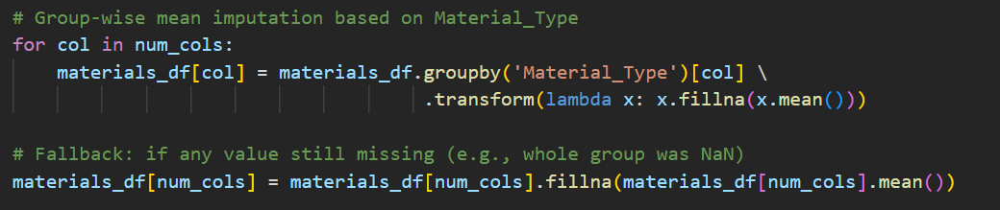 # Group-wise mean imputation based on Material_Type
for col in num_cols:
    materials_df[col] = materials_df.groupby('Material_Type')[col] \
                                    .transform(lambda x: x.fillna(x.mean()))

# Fallback: if any value still missing (e.g., whole group was NaN)
materials_df[num_cols] = materials_df[num_cols].fillna(materials_df[num_cols].mean())